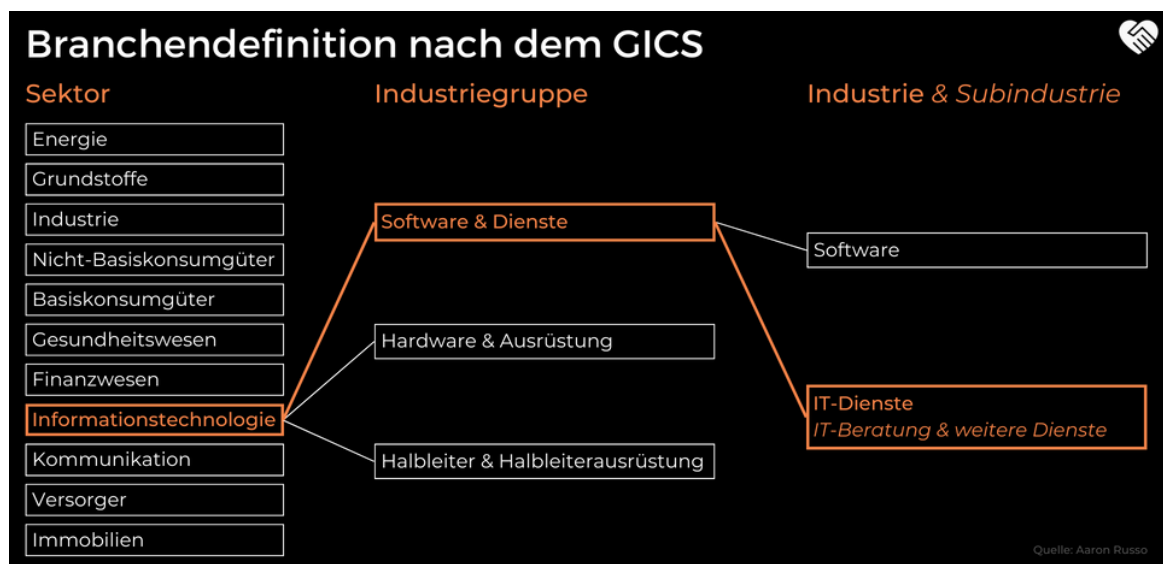 Branchendefinition nach dem GICS
Sektor
Energie
Grundstoffe
Industrie
Nicht-Basiskonsumgüter
Basiskonsumgüter
Gesundheitswesen
Finanzwesen
Informationstechnologie
Kommunikation
Versorger
Immobilien
Industriegruppe
Software & Dienste
Hardware & Ausrüstung
Halbleiter & Halbleiterausrüstung
Industrie & Subindustrie
Software
IT-Dienste
IT-Beratung & weitere Dienste
Quelle: Aaron Russo